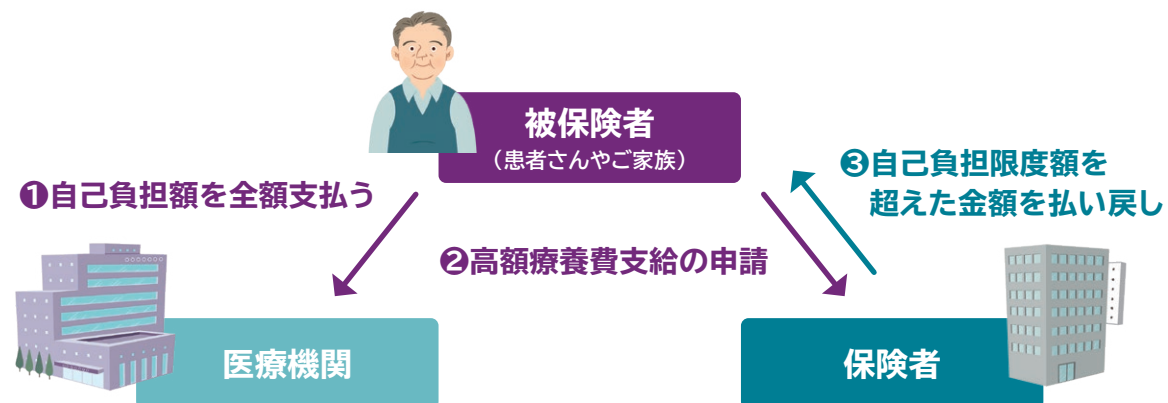 被保険者
(患者さんやご家族)
❶自己負担額を全額支払う
❸自己負担限度額を
超えた金額を払い戻し
❷高額療養費支給の申請
医療機関
保険者